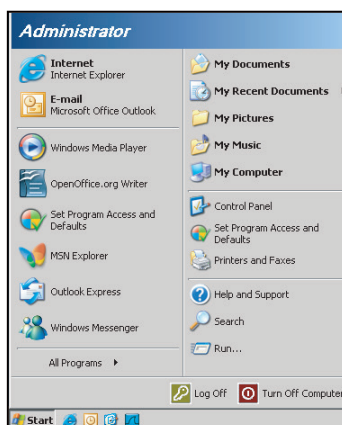 Administrator
Internet
Internet Explorer
E-mail
Microsoft Office Outlook
Windows Media Player
OpenOffice.org Writer
Set Program Access and
Defaults
MSN Explorer
Outlook Express
Windows Messenger
All Programs
My Documents
My Recent Documents
My Pictures
My Music
My Computer
Control Panel
Set Program Access and
Defaults
Printers and Faxes
Help and Support
Search
Run...
Log Off
Turn Off Computer
Start